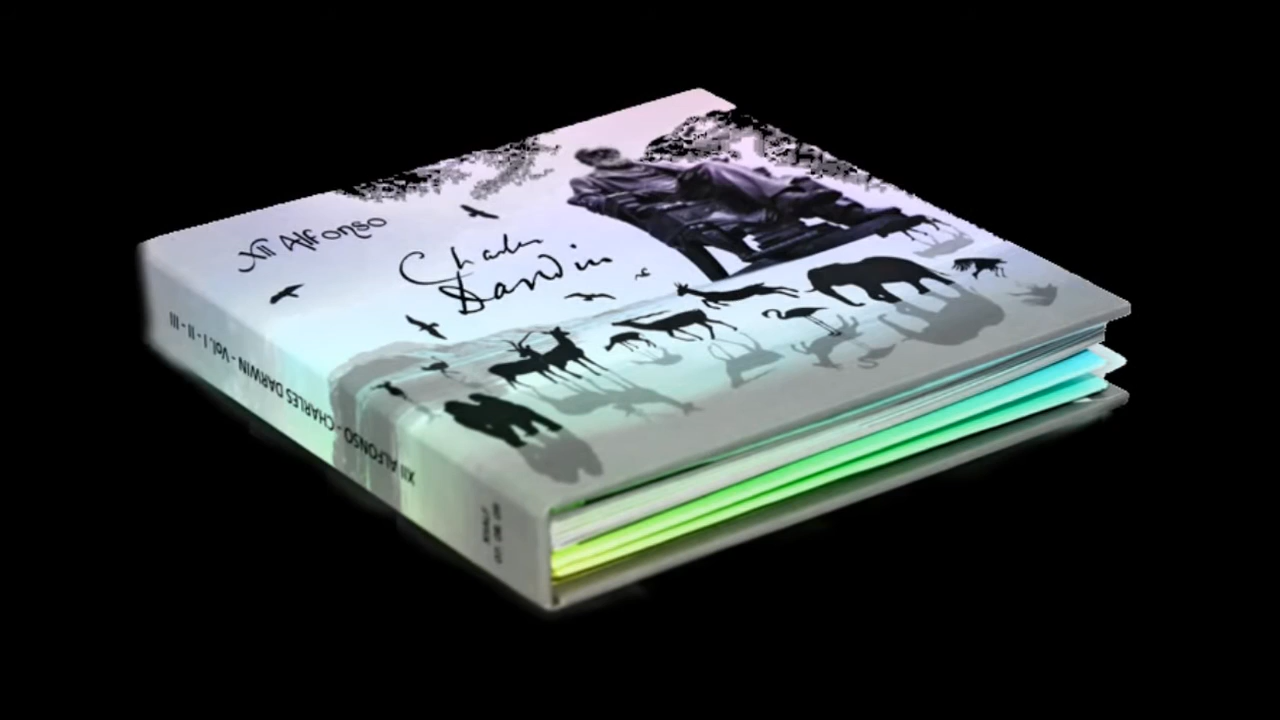 XII Alfonso
Charles
Darwin
XII ALFONSO - CHARLES DARWIN - Vol. I - II - III